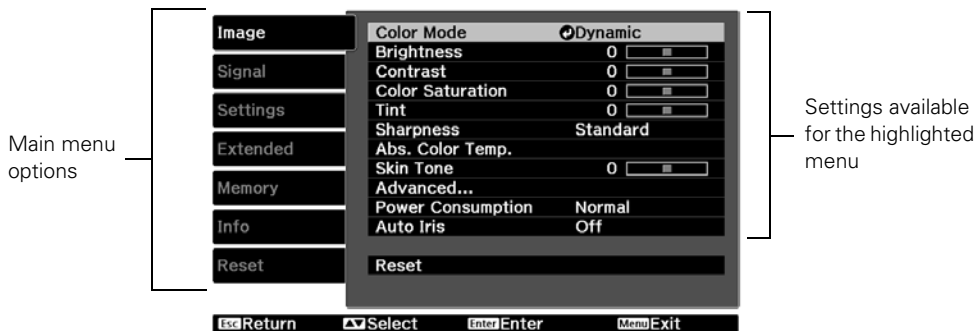 Main menu
options
Image
Signal
Settings
Extended
Memory
Info
Reset
Color Mode Dynamic
Brightness 0
Contrast 0
Color Saturation 0
Tint 0
Sharpness Standard
Abs. Color Temp.
Skin Tone 0
Advanced...
Power Consumption Normal
Auto Iris Off
Reset
Settings available
for the highlighted
menu
Esc Return Select Enter Enter Menu Exit